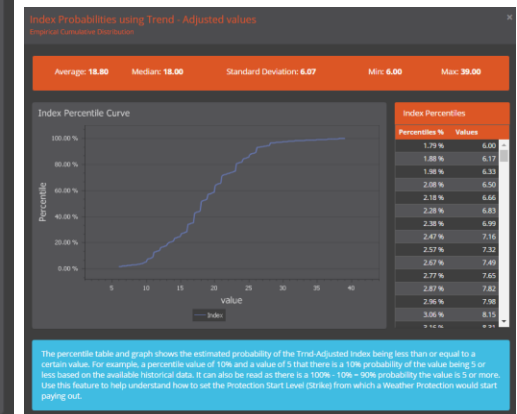 Index Probabilities using Trend - Adjusted values
Empirical Cumulative Distribution
Average: 18.80 Median: 18.00 Standard Deviation: 6.07 Min: 6.00 Max: 39.00
Index Percentile Curve
100.00 %
80.00 %
60.00 %
40.00 %
20.00 %
0.00 %
Percentile
5 10 15 20 25 30 35 40
value
Index
Index Percentiles
Percentiles % Values
1.79 % 6.00
1.88 % 6.17
1.98 % 6.33
2.08 % 6.50
2.18 % 6.66
2.28 % 6.83
2.38 % 6.99
2.47 % 7.16
2.57 % 7.32
2.67 % 7.49
2.77 % 7.65
2.87 % 7.82
2.96 % 7.98
3.06 % 8.15
3.16 % 8.31
The percentile table and graph shows the estimated probability of the Trnd-Adjusted Index being less than or equal to a
certain value. For example, a percentile value of 10% and a value of 5 that there is a 10% probability of the value being 5 or
less based on the available historical data. It can also be read as there is a 100% - 10% = 90% probability the value is 5 or more.
Use this feature to help understand how to set the Protection Start Level (Strike) from which a Weather Protection would start
paying out.